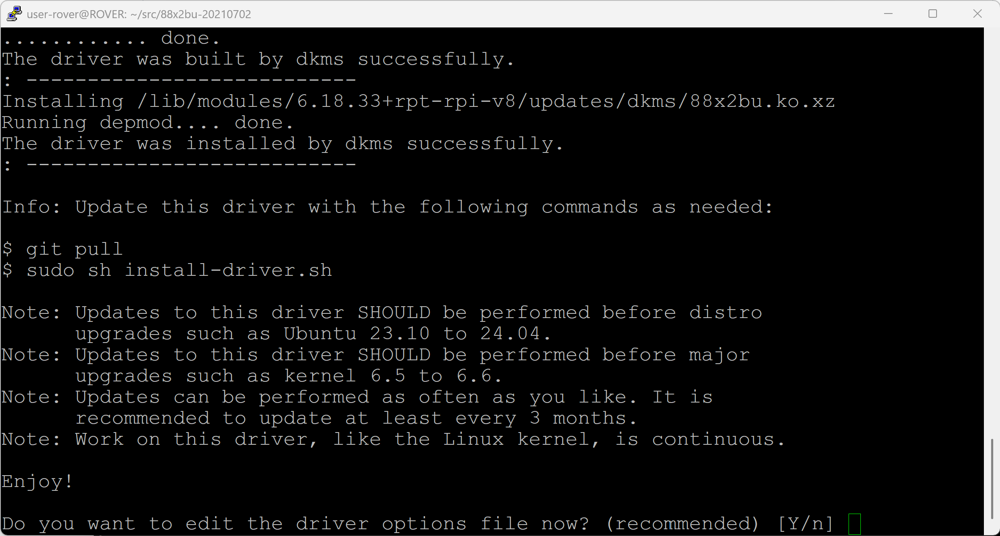 user-rover@ROVER: ~/src/88x2bu-20210702
............ done.
The driver was built by dkms successfully.
: ---------------------------
Installing /lib/modules/6.18.33+rpt-rpi-v8/updates/dkms/88x2bu.ko.xz
Running depmod.... done.
The driver was installed by dkms successfully.
: ---------------------------
Info: Update this driver with the following commands as needed:
$ git pull
$ sudo sh install-driver.sh
Note: Updates to this driver SHOULD be performed before distro
      upgrades such as Ubuntu 23.10 to 24.04.
Note: Updates to this driver SHOULD be performed before major
      upgrades such as kernel 6.5 to 6.6.
Note: Updates can be performed as often as you like. It is
      recommended to update at least every 3 months.
Note: Work on this driver, like the Linux kernel, is continuous.
Enjoy!
Do you want to edit the driver options file now? (recommended) [Y/n]